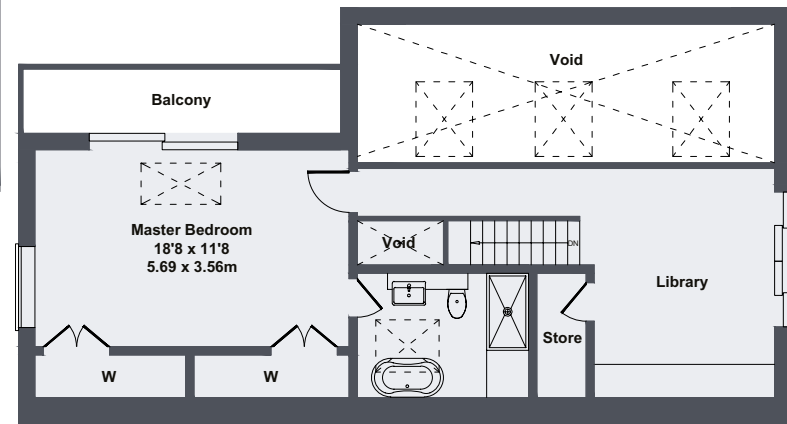 Void
Balcony
x
x
x
Master Bedroom
18'8 x 11'8
5.69 x 3.56m
Void
DN
Library
Store
W
W